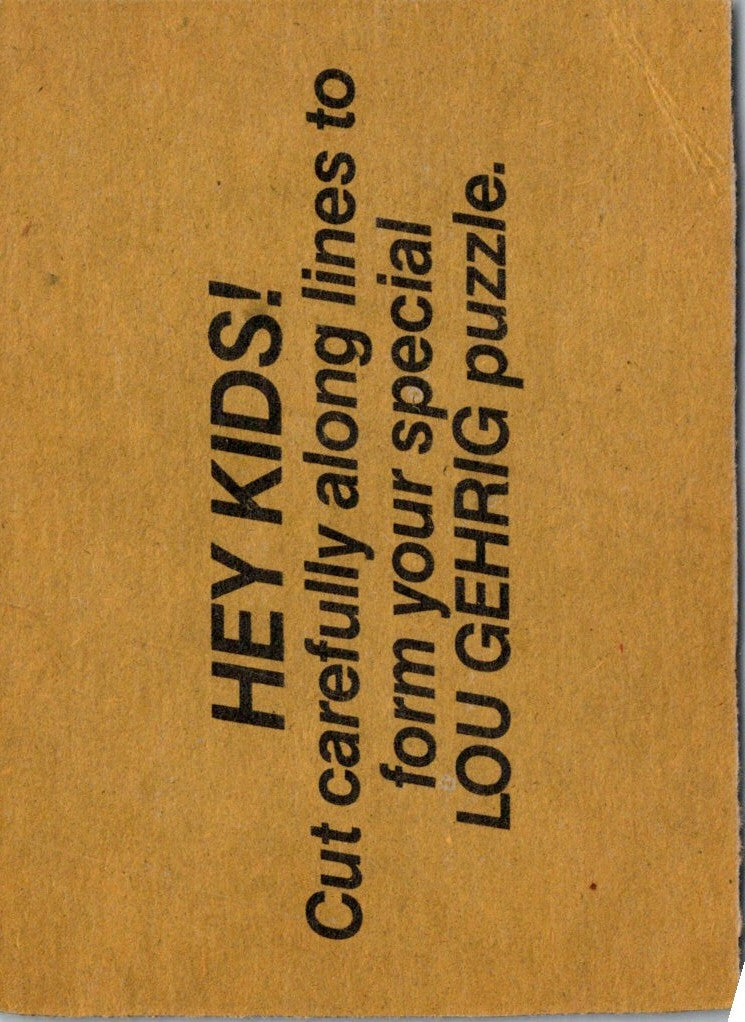 HEY KIDS!
Cut carefully along lines to
form your special
LOU GEHRIG puzzle.